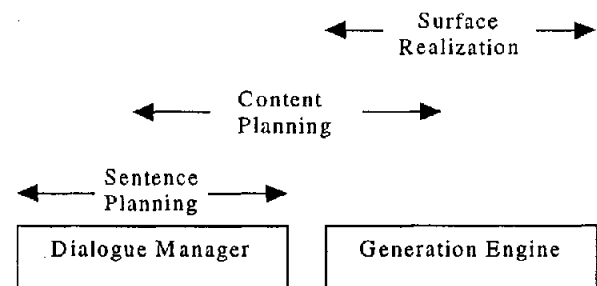 Surface
Realization
Content
Planning
Sentence
Planning
Dialogue Manager
Generation Engine